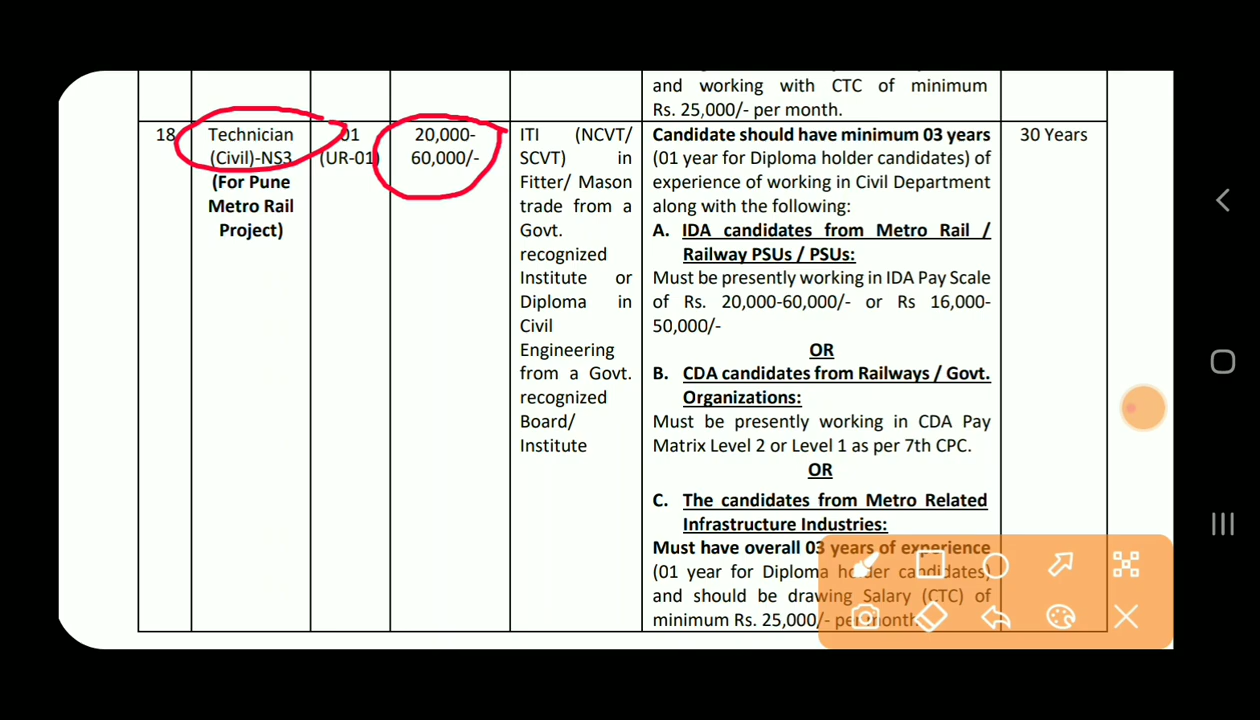 and working with CTC of minimum
Rs. 25,000/- per month.
18
Technician
(Civil)-NS3
(For Pune
Metro Rail
Project)
01
(UR-01)
20,000-
60,000/-
ITI (NCVT/
SCVT) in
Fitter/ Mason
trade from a
Govt.
recognized
Institute or
Diploma in
Civil
Engineering
from a Govt.
recognized
Board/
Institute
Candidate should have minimum 03 years
(01 year for Diploma holder candidates) of
experience of working in Civil Department
along with the following:
A. IDA candidates from Metro Rail /
Railway PSUs / PSUs:
Must be presently working in IDA Pay Scale
of Rs. 20,000-60,000/- or Rs 16,000-
50,000/-
OR
B. CDA candidates from Railways / Govt.
Organizations:
Must be presently working in CDA Pay
Matrix Level 2 or Level 1 as per 7th CPC.
OR
C. The candidates from Metro Related
Infrastructure Industries:
Must have overall 03 years of experience
(01 year for Diploma holder candidates)
and should be drawing Salary (CTC) of
minimum Rs. 25,000/- per month.
30 Years